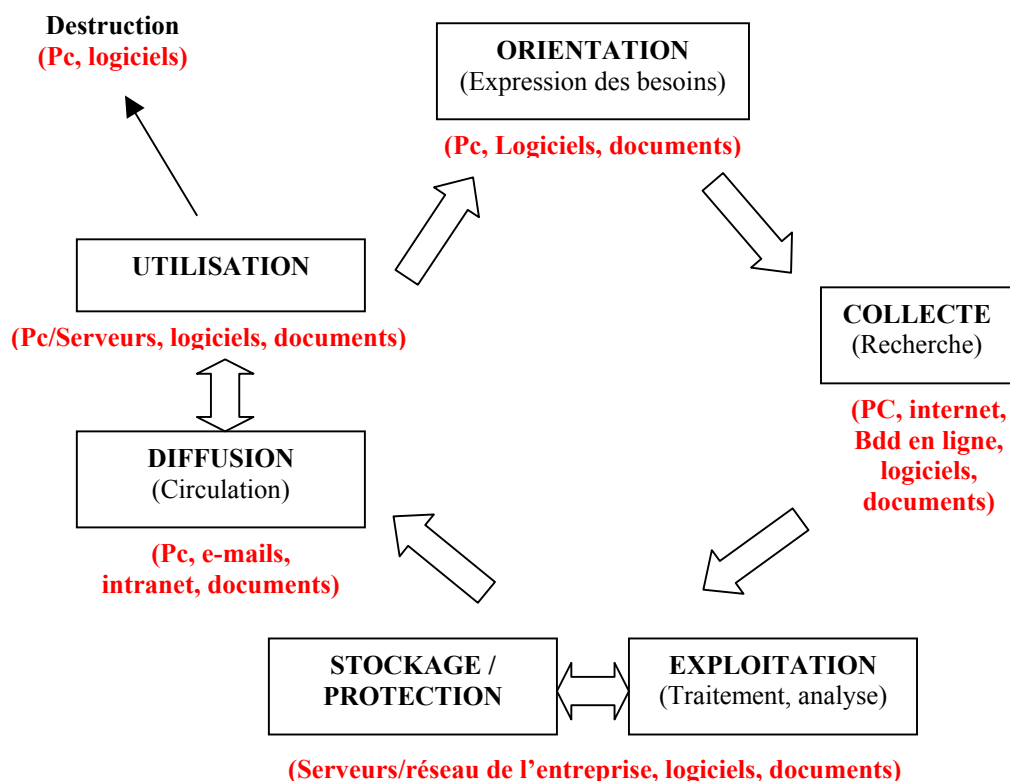 Destruction
(Pc, logiciels)
ORIENTATION
(Expression des besoins)
(Pc, Logiciels, documents)
UTILISATION
(Pc/Serveurs, logiciels, documents)
COLLECTE
(Recherche)
(PC, internet,
Bdd en ligne,
logiciels,
documents)
DIFFUSION
(Circulation)
(Pc, e-mails,
intranet, documents)
STOCKAGE /
PROTECTION
EXPLOITATION
(Traitement, analyse)
(Serveurs/réseau de l’entreprise, logiciels, documents)